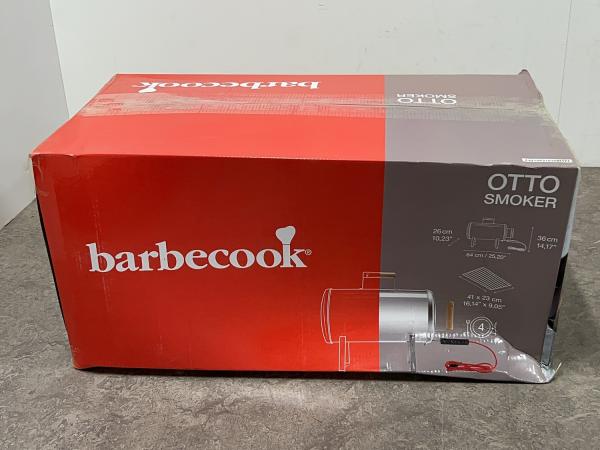 barbecook
OTTO
SMOKER
OTTO
SMOKER
barbecook®
26 cm
10,23"
36 cm
14,17"
64 cm / 25,20"
41 x 23 cm
16,14" x 9,05"
4